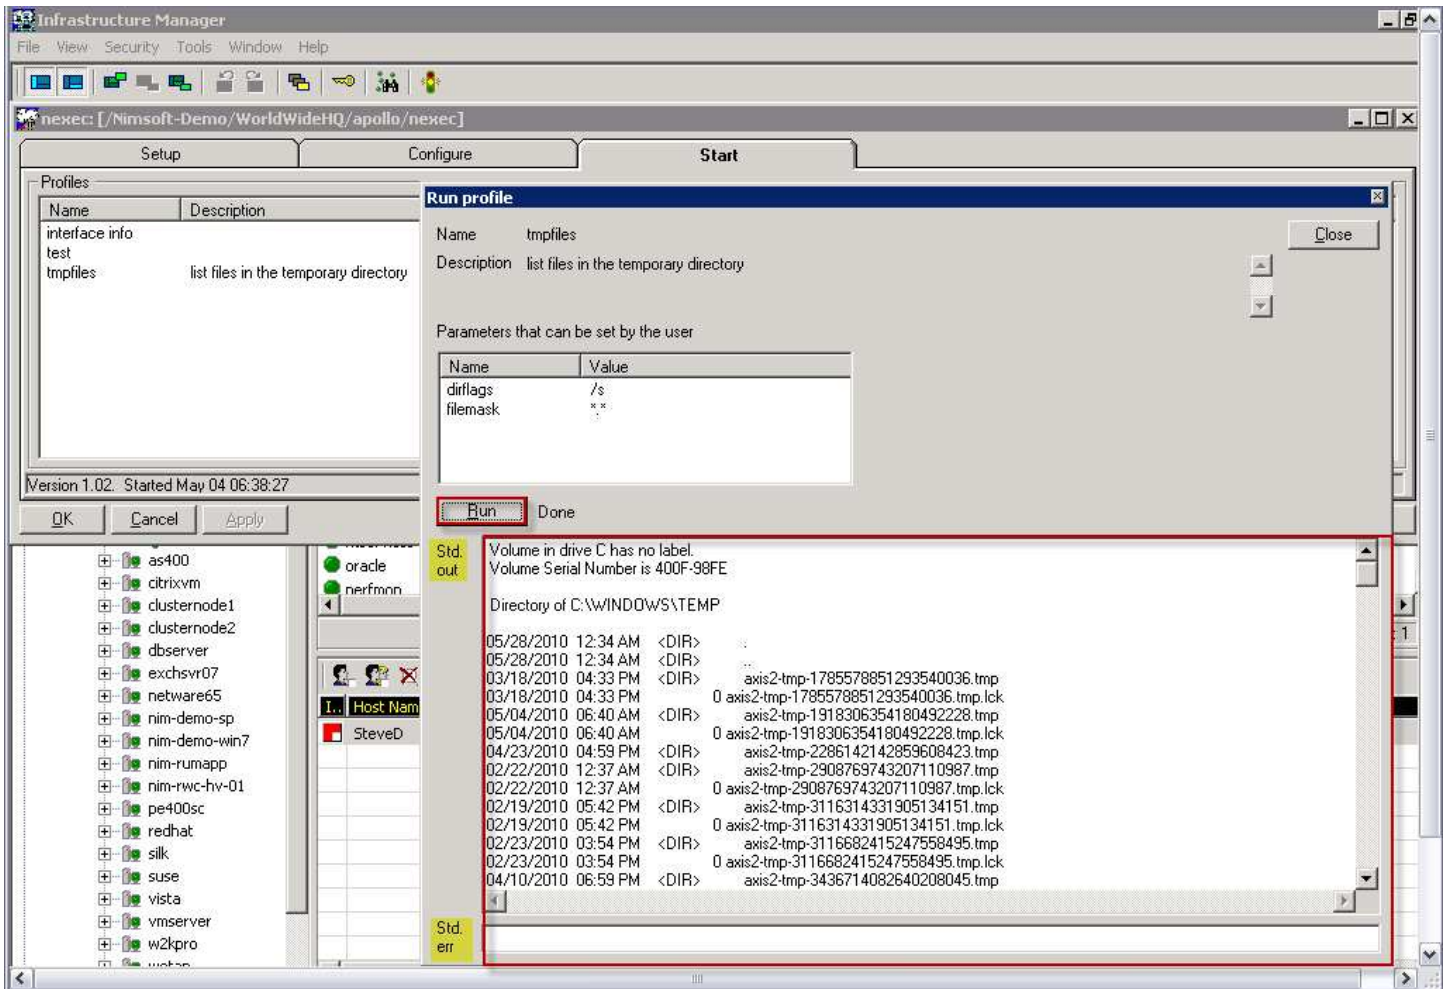 Infrastructure Manager
File View Security Tools Window Help
nexec: [/Nimsoft-Demo/WorldWideHQ/apollo/nexec]
Setup Configure Start
Profiles
Name Description
interface info
test
tmpfiles list files in the temporary directory
Version 1.02. Started May 04 06:38:27
OK Cancel Apply
Run profile
Name tmpfiles
Close
Description list files in the temporary directory
Parameters that can be set by the user
Name Value
dirflags /s
filemask *.*
Run Done
Std. out
Volume in drive C has no label.
Volume Serial Number is 400F-98FE
Directory of C:\WINDOWS\TEMP
05/28/2010 12:34 AM <DIR> .
05/28/2010 12:34 AM <DIR> ..
03/18/2010 04:33 PM <DIR> axis2-tmp-1785578851293540036.tmp
03/18/2010 04:33 PM 0 axis2-tmp-1785578851293540036.tmp.lck
05/04/2010 06:40 AM <DIR> axis2-tmp-1918306354180492228.tmp
05/04/2010 06:40 AM 0 axis2-tmp-1918306354180492228.tmp.lck
04/23/2010 04:59 PM <DIR> axis2-tmp-2286142142859608423.tmp
02/22/2010 12:37 AM <DIR> axis2-tmp-2908769743207110987.tmp
02/22/2010 12:37 AM 0 axis2-tmp-2908769743207110987.tmp.lck
02/19/2010 05:42 PM <DIR> axis2-tmp-3116314331905134151.tmp
02/19/2010 05:42 PM 0 axis2-tmp-3116314331905134151.tmp.lck
02/23/2010 03:54 PM <DIR> axis2-tmp-3116682415247558495.tmp
02/23/2010 03:54 PM 0 axis2-tmp-3116682415247558495.tmp.lck
04/10/2010 06:59 PM <DIR> axis2-tmp-3436714082640208045.tmp
Std. err
as400
citrixvm
clusternode1
clusternode2
dbserver
exchsvr07
netware65
nim-demo-sp
nim-demo-win7
nim-rumapp
nim-rwc-hv-01
pe400sc
redhat
silk
suse
vista
vmserver
w2kpro
oracle
perfmon
I.. Host Nam
SteveD
1